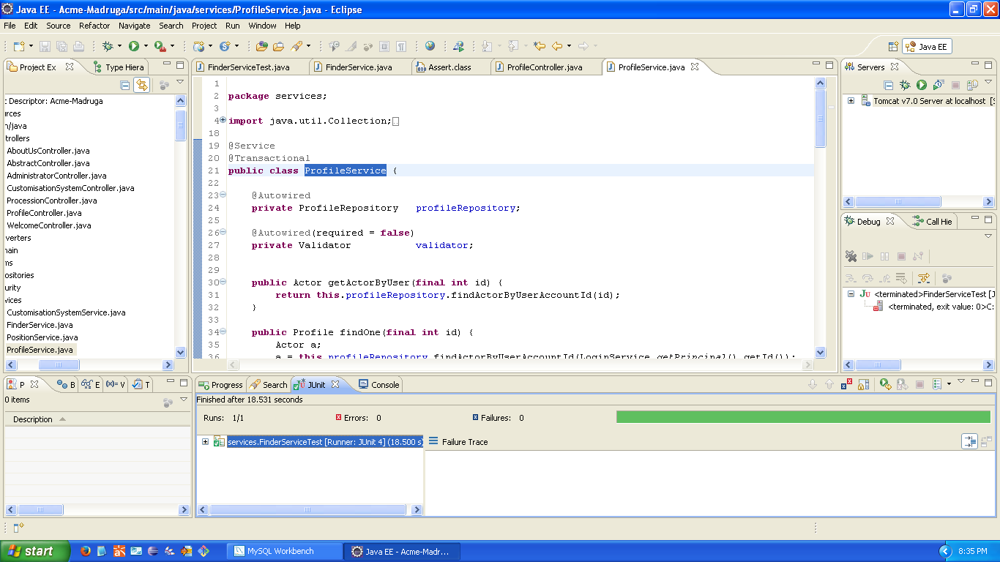 Java EE - Acme-Madruga/src/main/java/services/ProfileService.java - Eclipse
File Edit Source Refactor Navigate Search Project Run Window Help
Java EE
Project Ex
Type Hiera
: Descriptor: Acme-Madruga
urces
n/java
ntrollers
AboutUsController.java
AbstractController.java
AdministratorController.java
CustomisationSystemController.java
ProcessionController.java
ProfileController.java
WelcomeController.java
nverters
main
ms
ositories
urity
vices
CustomisationSystemService.java
FinderService.java
PositionService.java
ProfileService.java
FinderServiceTest.java
FinderService.java
Assert.class
ProfileController.java
ProfileService.java
1
2 package services;
3
4 import java.util.Collection;
18
19 @Service
20 @Transactional
21 public class ProfileService {
22
23 @Autowired
24 private ProfileRepository profileRepository;
25
26 @Autowired(required = false)
27 private Validator validator;
28
29
30 public Actor getActorByUser(final int id) {
31 return this.profileRepository.findActorByUserAccountId(id);
32 }
33
34 public Profile findOne(final int id) {
35 Actor a;
36 a = this.profileRepository.findActorByUserAccountId(LoginService.getPrincipal().getId());
Servers
Tomcat v7.0 Server at localhost [S
Debug
Call Hie
<terminated>FinderServiceTest [J
<terminated, exit value: 0>C:
P
B
E
(x)= V
T
0 items
Description
Progress
Search
JUnit
Console
Finished after 18.531 seconds
Runs: 1/1
Errors: 0
Failures: 0
services.FinderServiceTest [Runner: JUnit 4] (18.500 s)
Failure Trace
start
MySQL Workbench
Java EE - Acme-Madr...
8:35 PM